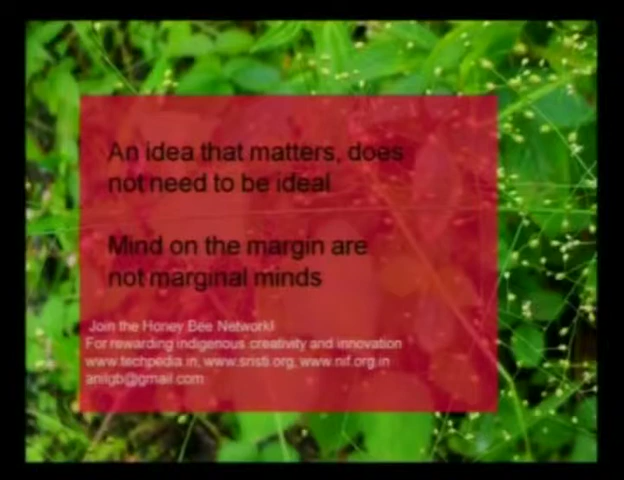 An idea that matters, does
not need to be ideal
Mind on the margin are
not marginal minds
Join the Honey Bee Network!
For rewarding indigenous creativity and innovation
www.techpedia.in, www.sristi.org, www.nif.org.in
anilgb@gmail.com